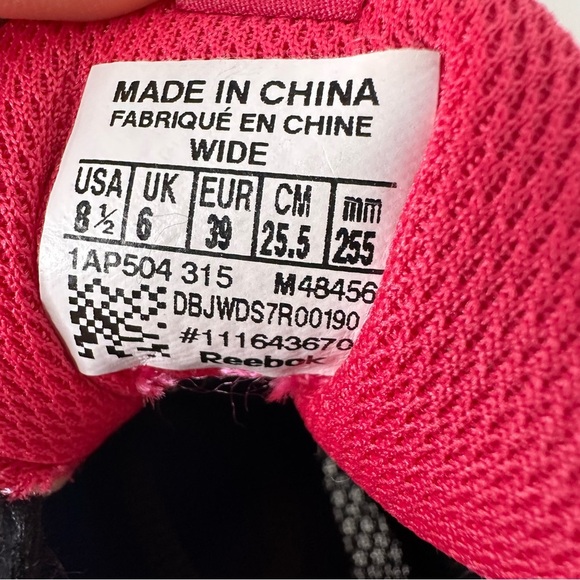 MADE IN CHINA
FABRIQUÉ EN CHINE
WIDE
USA UK EUR CM mm
8 ½ 6 39 25.5 255
1AP504 315 M48456
DBJWDS7R00190
#111643670
Reebok